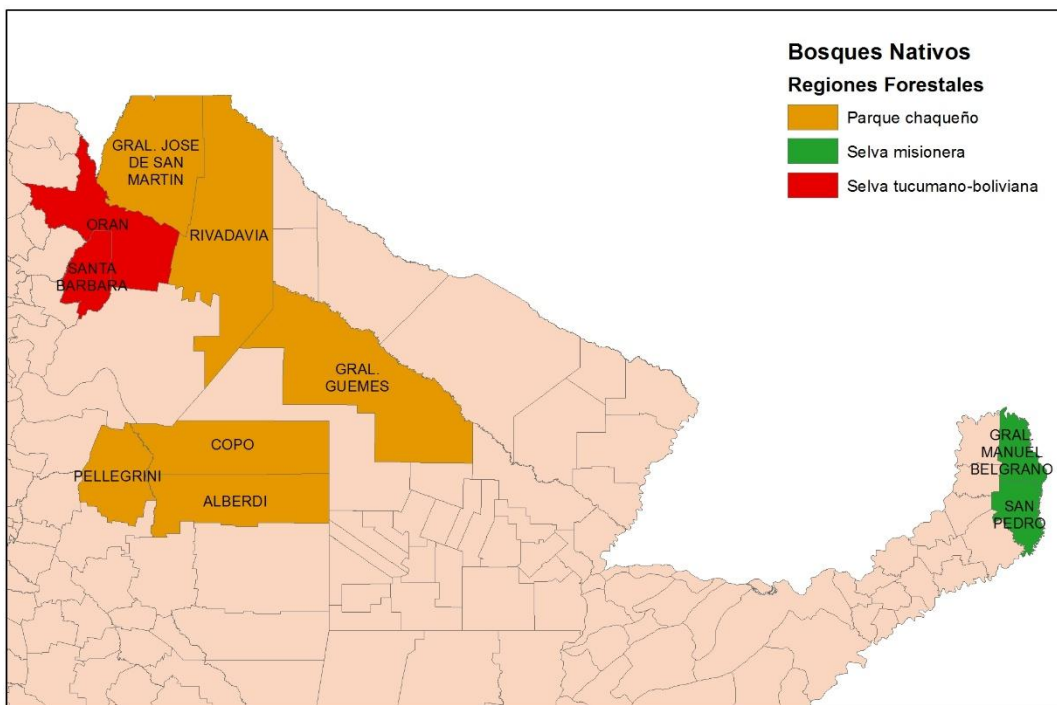 Bosques Nativos
Regiones Forestales
Parque chaqueño
Selva misionera
Selva tucumano-boliviana
GRAL. JOSE
DE SAN
MARTIN
ORAN
RIVADAVIA
SANTA
BARBARA
GRAL.
GUEMES
COPO
PELLEGRINI
ALBERDI
GRAL.
MANUEL
BELGRANO
SAN
PEDRO